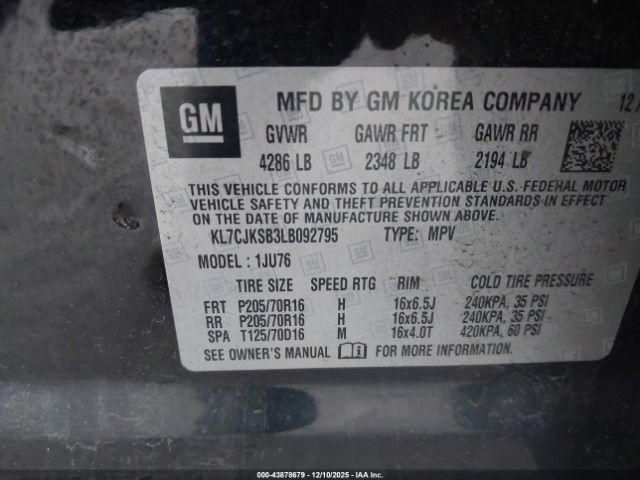 GM MFD BY GM KOREA COMPANY 12
GVWR GAWR FRT GAWR RR
4286 LB 2348 LB 2194 LB
THIS VEHICLE CONFORMS TO ALL APPLICABLE U.S. FEDERAL MOTOR
VEHICLE SAFETY AND THEFT PREVENTION STANDARDS IN EFFECT
ON THE DATE OF MANUFACTURE SHOWN ABOVE.
KL7CJKSB3LB092795 TYPE: MPV
MODEL : 1JU76
TIRE SIZE SPEED RTG RIM COLD TIRE PRESSURE
FRT P205/70R16 H 16x6.5J 240KPA, 35 PSI
RR P205/70R16 H 16x6.5J 240KPA, 35 PSI
SPA T125/70D16 M 16x4.0T 420KPA, 60 PSI
SEE OWNER'S MANUAL FOR MORE INFORMATION.
000-43878679 • 12/10/2025 • IAA Inc.